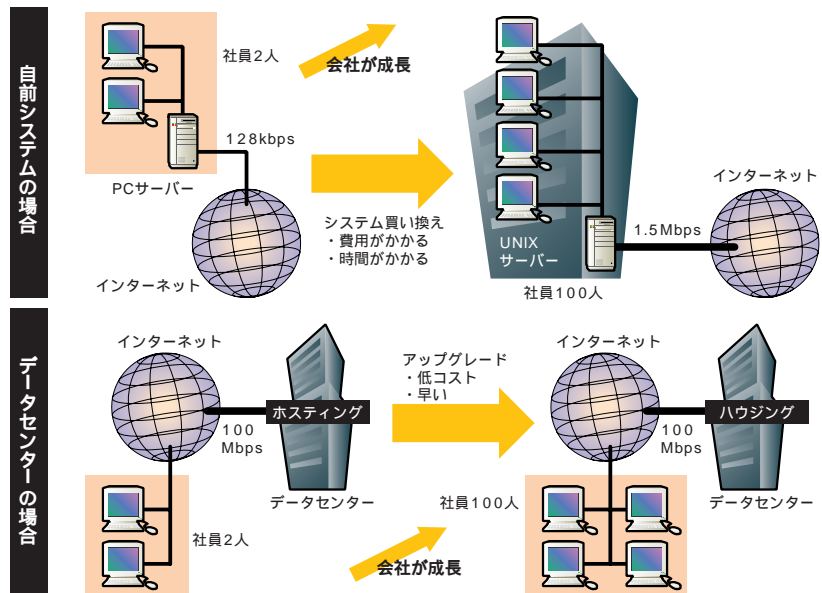 自前システムの場合
社員2人
会社が成長
128kbps
PCサーバー
インターネット
システム買い換え
・費用がかかる
・時間がかかる
UNIX
サーバー
1.5Mbps
インターネット
社員100人
データセンターの場合
インターネット
ホスティング
100
Mbps
データセンター
社員2人
アップグレード
・低コスト
・早い
会社が成長
インターネット
ハウジング
100
Mbps
データセンター
社員100人